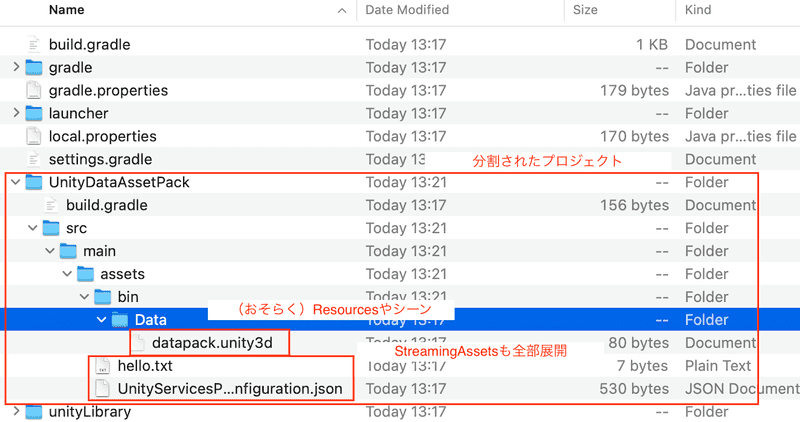 Name Date Modified Size Kind
build.gradle Today 13:17 1 KB Document
gradle Today 13:17 -- Folder
gradle.properties Today 13:17 179 bytes Java pr...ties file
launcher Today 13:17 -- Folder
local.properties Today 13:17 170 bytes Java pr...ties file
settings.gradle Today 13 分割されたプロジェクト Document
UnityDataAssetPack Today 13:21 -- Folder
build.gradle Today 13:17 156 bytes Document
src Today 13:21 -- Folder
main Today 13:21 -- Folder
assets Today 13:21 -- Folder
bin Today 13:21 -- Folder
（おそらく）Resourcesやシーン
Data Today 13:17 -- Folder
datapack.unity3d Today 13:17 80 bytes Document
StreamingAssetsも全部展開
hello.txt Today 13:17 7 bytes Plain Text
UnityServicesP...nfiguration.json Today 13:17 530 bytes JSON Document
unityLibrary Today 13:17 -- Folder